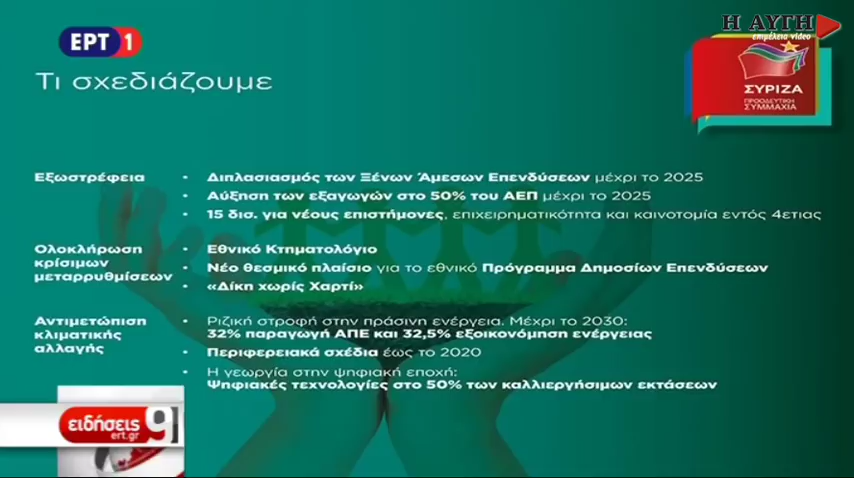 Η ΑΥΓΗ
επιμέλεια video
ΕΡΤ 1
ΣΥΡΙΖΑ
ΠΡΟΟΔΕΥΤΙΚΗ
ΣΥΜΜΑΧΙΑ
Τι σχεδιάζουμε
Εξωστρέφεια
• Διπλασιασμός των Ξένων Άμεσων Επενδύσεων μέχρι το 2025
• Αύξηση των εξαγωγών στο 50% του ΑΕΠ μέχρι το 2025
• 15 δισ. για νέους επιστήμονες, επιχειρηματικότητα και καινοτομία εντός 4ετιας
Ολοκλήρωση
κρίσιμων
μεταρρυθμίσεων
• Εθνικό Κτηματολόγιο
• Νέο θεσμικό πλαίσιο για το εθνικό Πρόγραμμα Δημοσίων Επενδύσεων
• «Δίκη χωρίς Χαρτί»
Αντιμετώπιση
κλιματικής
αλλαγής
• Ριζική στροφή στην πράσινη ενέργεια. Μέχρι το 2030:
32% παραγωγή ΑΠΕ και 32,5% εξοικονόμηση ενέργειας
• Περιφερειακά σχέδια έως το 2020
• Η γεωργία στην ψηφιακή εποχή:
Ψηφιακές τεχνολογίες στο 50% των καλλιεργήσιμων εκτάσεων
ειδήσεις 9
ert.gr